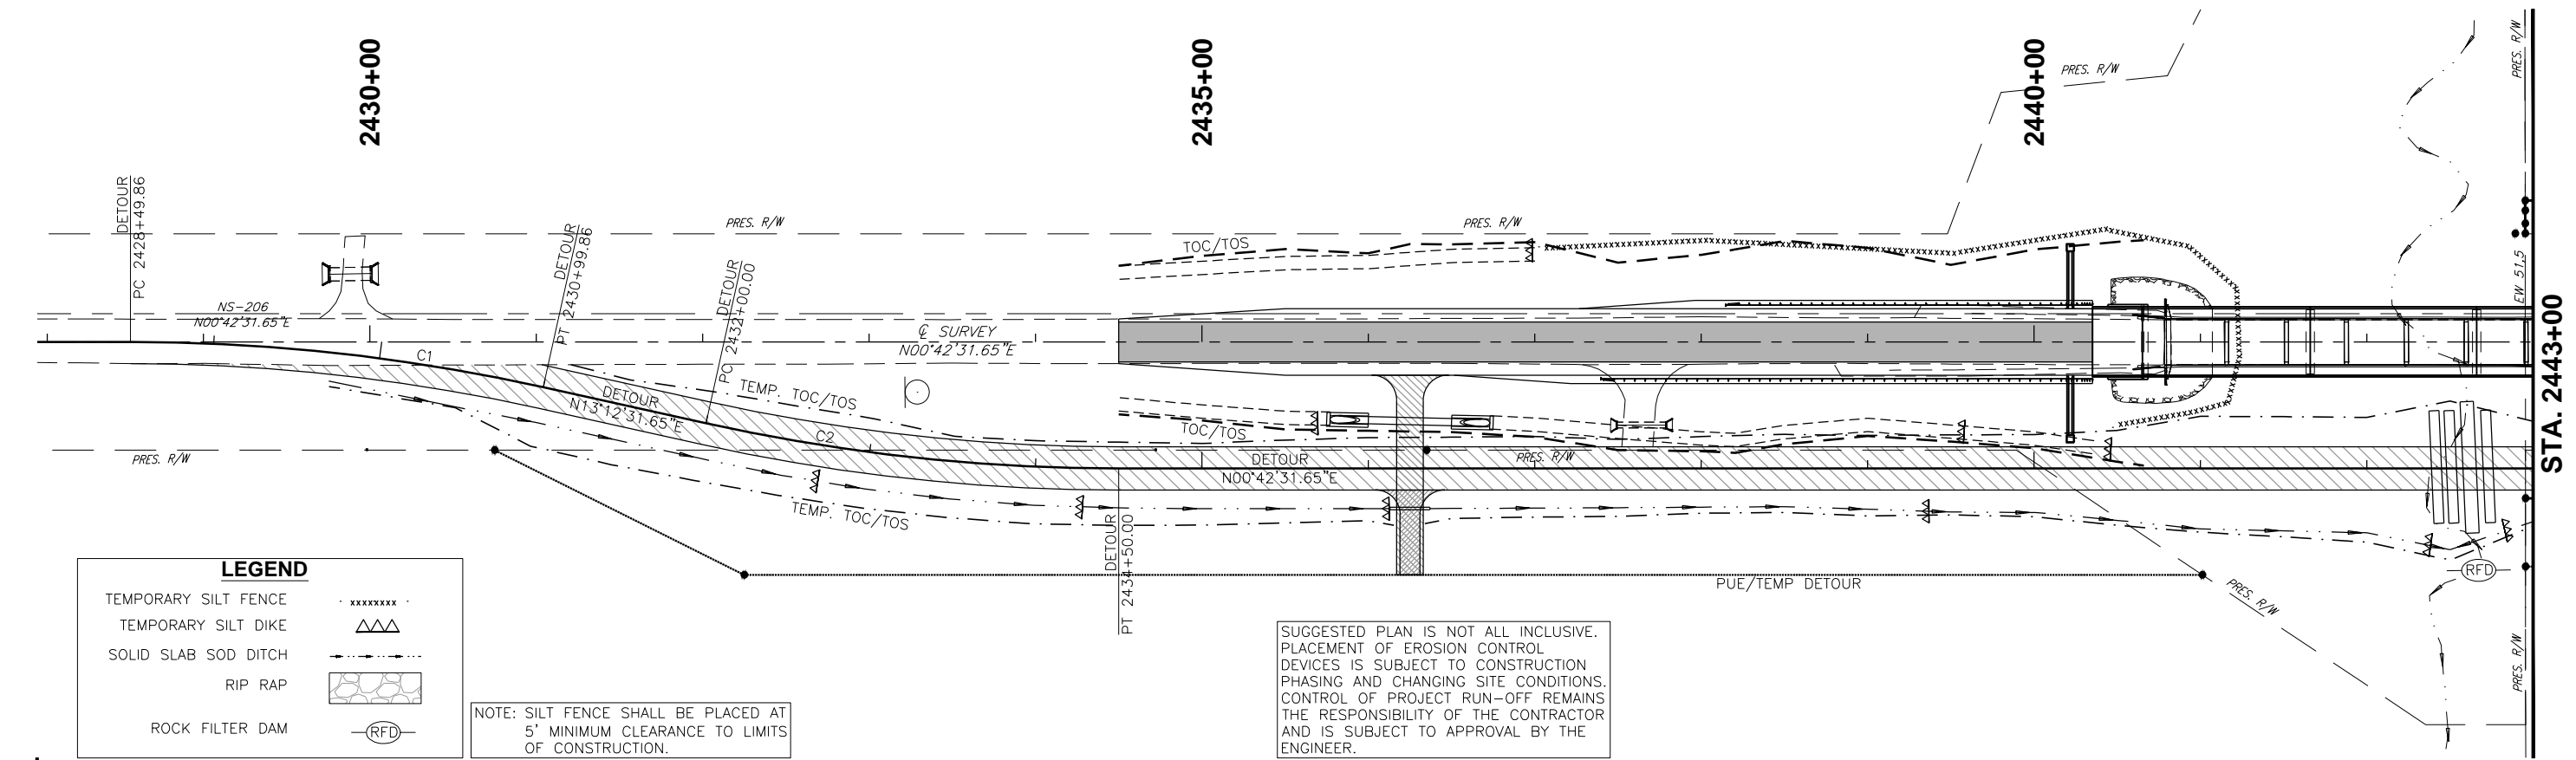 2430+00
2435+00
2440+00
PRES. R/W
PRES. R/W
DETOUR
PC 2428+49.86
DETOUR
PT 2430+99.86
DETOUR
PC 2432+00.00
PRES. R/W
PRES. R/W
TOC/TOS
NS-206
N00°42'31.65"E
℄ SURVEY
N00°42'31.65"E
EW 51.5
STA. 2443+00
C1
DETOUR
N13°12'31.65"E
TEMP. TOC/TOS
C2
TOC/TOS
PRES. R/W
DETOUR
N00°42'31.65"E
PRES. R/W
TEMP. TOC/TOS
DETOUR
PT 2434+50.00
PUE/TEMP DETOUR
RFD
PRES. R/W
PRES. R/W
LEGEND
TEMPORARY SILT FENCE
xxxxxxxx
TEMPORARY SILT DIKE
SOLID SLAB SOD DITCH
RIP RAP
ROCK FILTER DAM
RFD
NOTE: SILT FENCE SHALL BE PLACED AT
5' MINIMUM CLEARANCE TO LIMITS
OF CONSTRUCTION.
SUGGESTED PLAN IS NOT ALL INCLUSIVE.
PLACEMENT OF EROSION CONTROL
DEVICES IS SUBJECT TO CONSTRUCTION
PHASING AND CHANGING SITE CONDITIONS.
CONTROL OF PROJECT RUN-OFF REMAINS
THE RESPONSIBILITY OF THE CONTRACTOR
AND IS SUBJECT TO APPROVAL BY THE
ENGINEER.